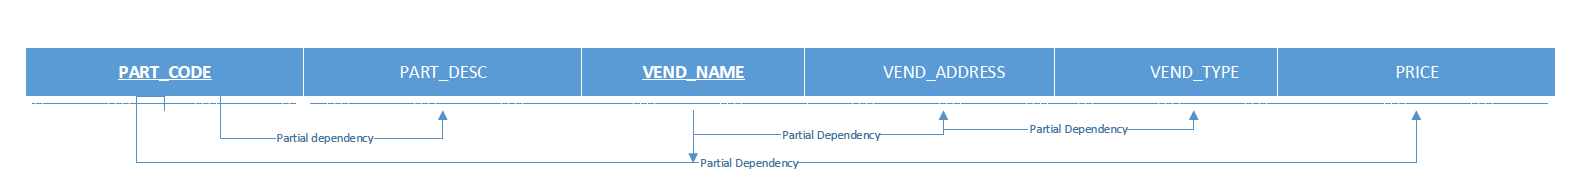 PART_CODE PART_DESC VEND_NAME VEND_ADDRESS VEND_TYPE PRICE
Partial dependency Partial Dependency Partial Dependency
Partial Dependency